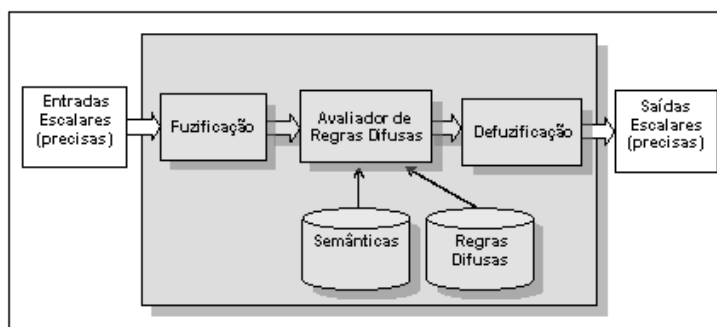 Entradas
Escalares
(precisas)
Fuzificação
Avaliador de
Regras Difusas
Defuzificação
Saídas
Escalares
(precisas)
Semânticas
Regras
Difusas